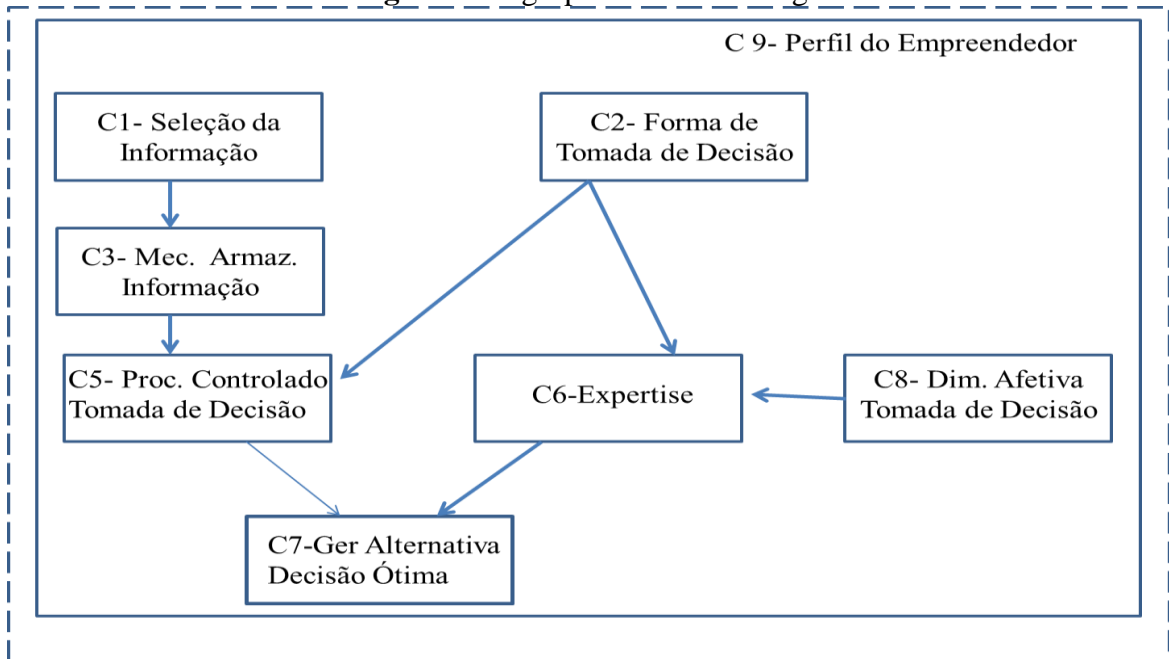 C 9- Perfil do Empreendedor
C1- Seleção da
Informação
C2- Forma de
Tomada de Decisão
C3- Mec. Armaz.
Informação
C5- Proc. Controlado
Tomada de Decisão
C6-Expertise
C8- Dim. Afetiva
Tomada de Decisão
C7-Ger Alternativa
Decisão Ótima